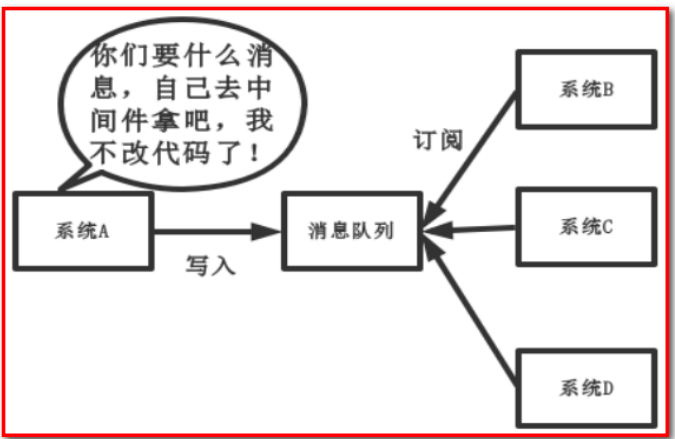 你们要什么消
息，自己去中
间件拿吧，我
不改代码了！
系统B
订阅
系统A
消息队列
系统C
写入
系统D